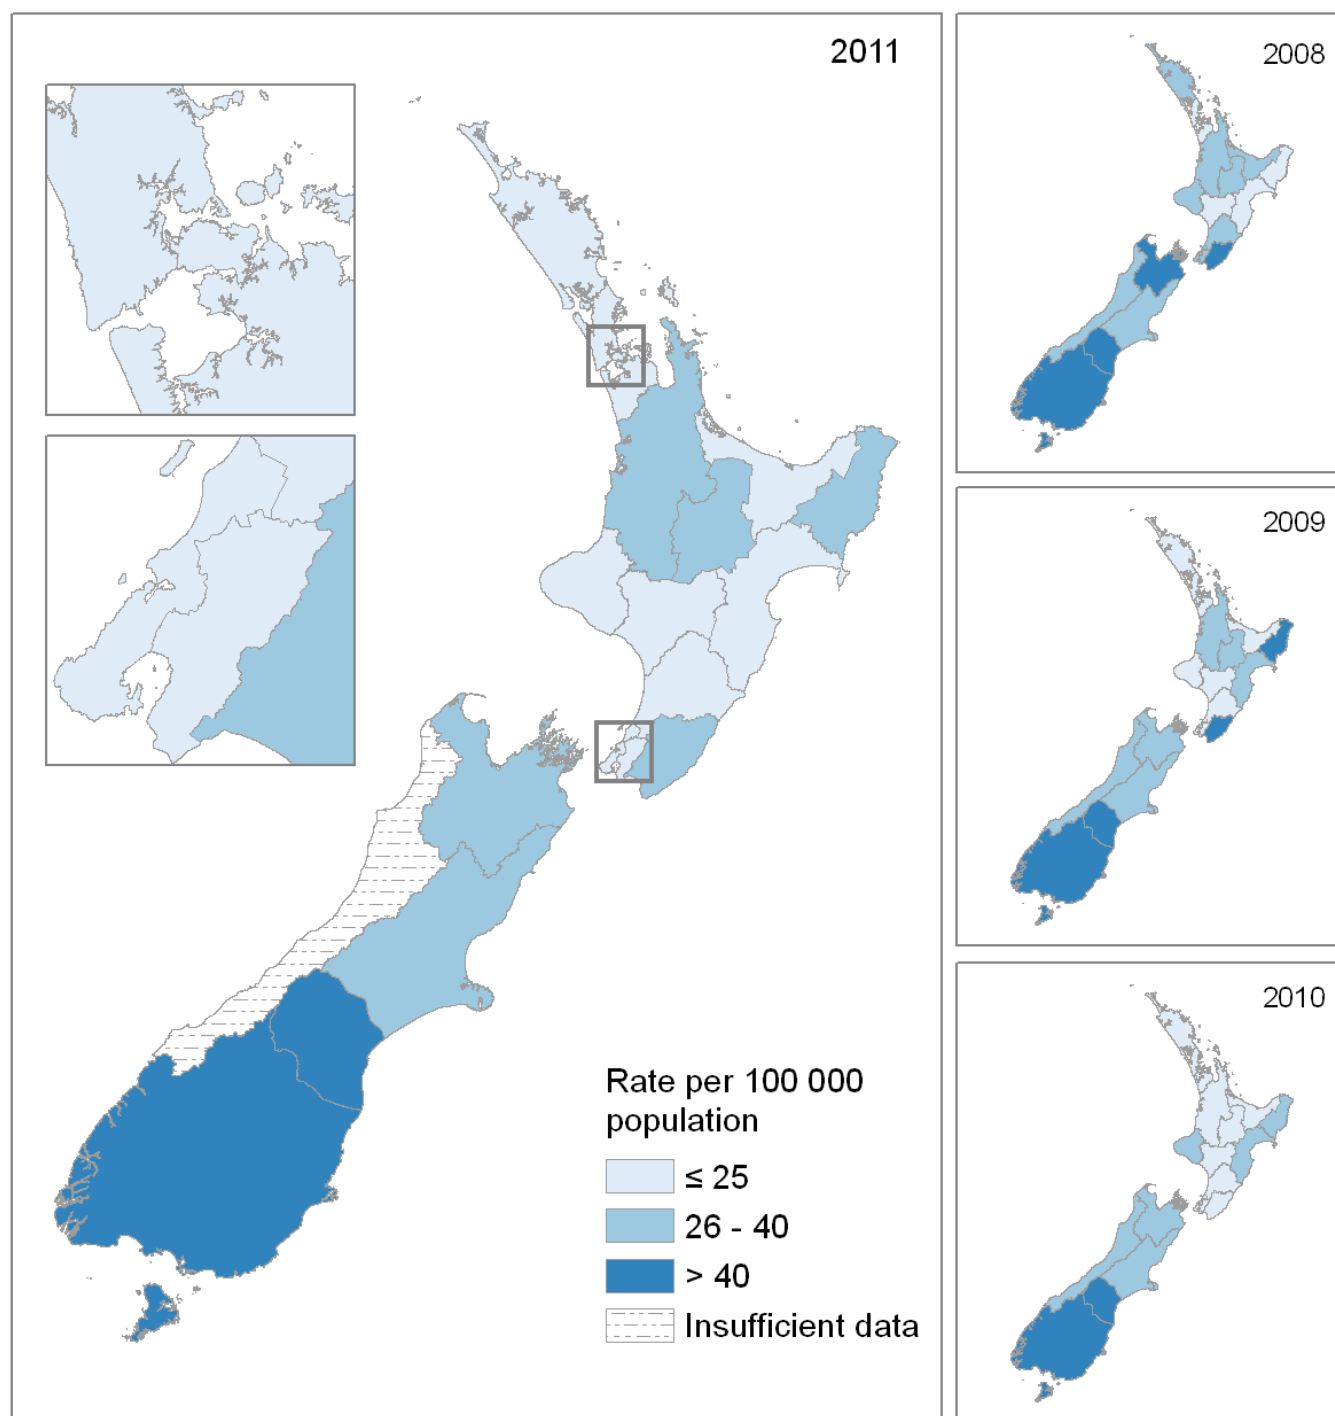 2011
2008
2009
2010
Rate per 100 000
population
≤ 25
26 - 40
> 40
Insufficient data